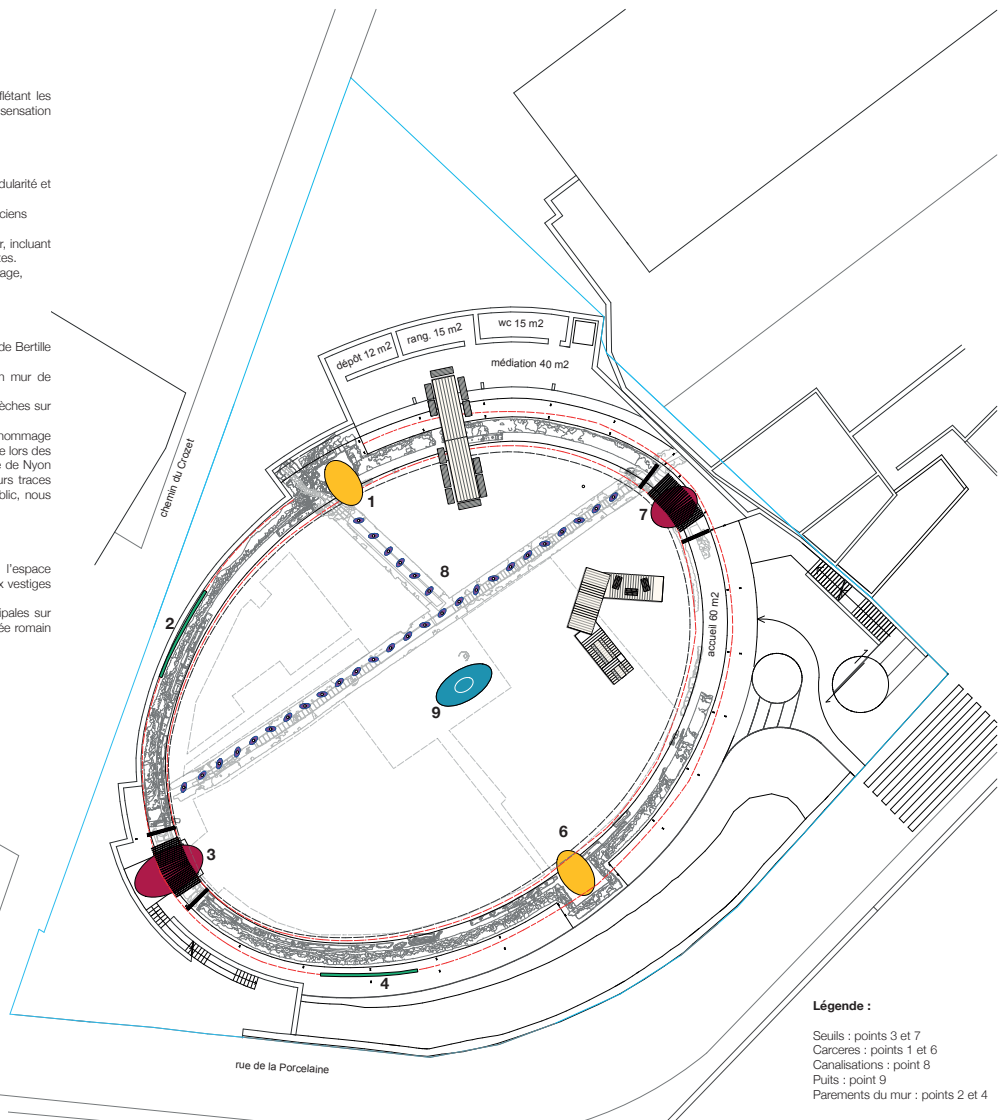 flétant les
sensation
dularité et
ciens
r, incluant
tes.
age,
de Bertille
n mur de
èches sur
hommage
e lors des
e de Nyon
urs traces
blic, nous
l'espace
x vestiges
ipales sur
ée romain
chemin du Crozet
dépôt 12 m2
rang. 15 m2
wc 15 m2
médiation 40 m2
1
7
8
2
accueil 60 m2
9
6
3
4
rue de la Porcelaine
Légende :
Seuils : points 3 et 7
Carceres : points 1 et 6
Canalisations : point 8
Puits : point 9
Parements du mur : points 2 et 4